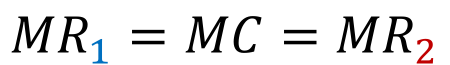 MR₁ = MC = MR₂